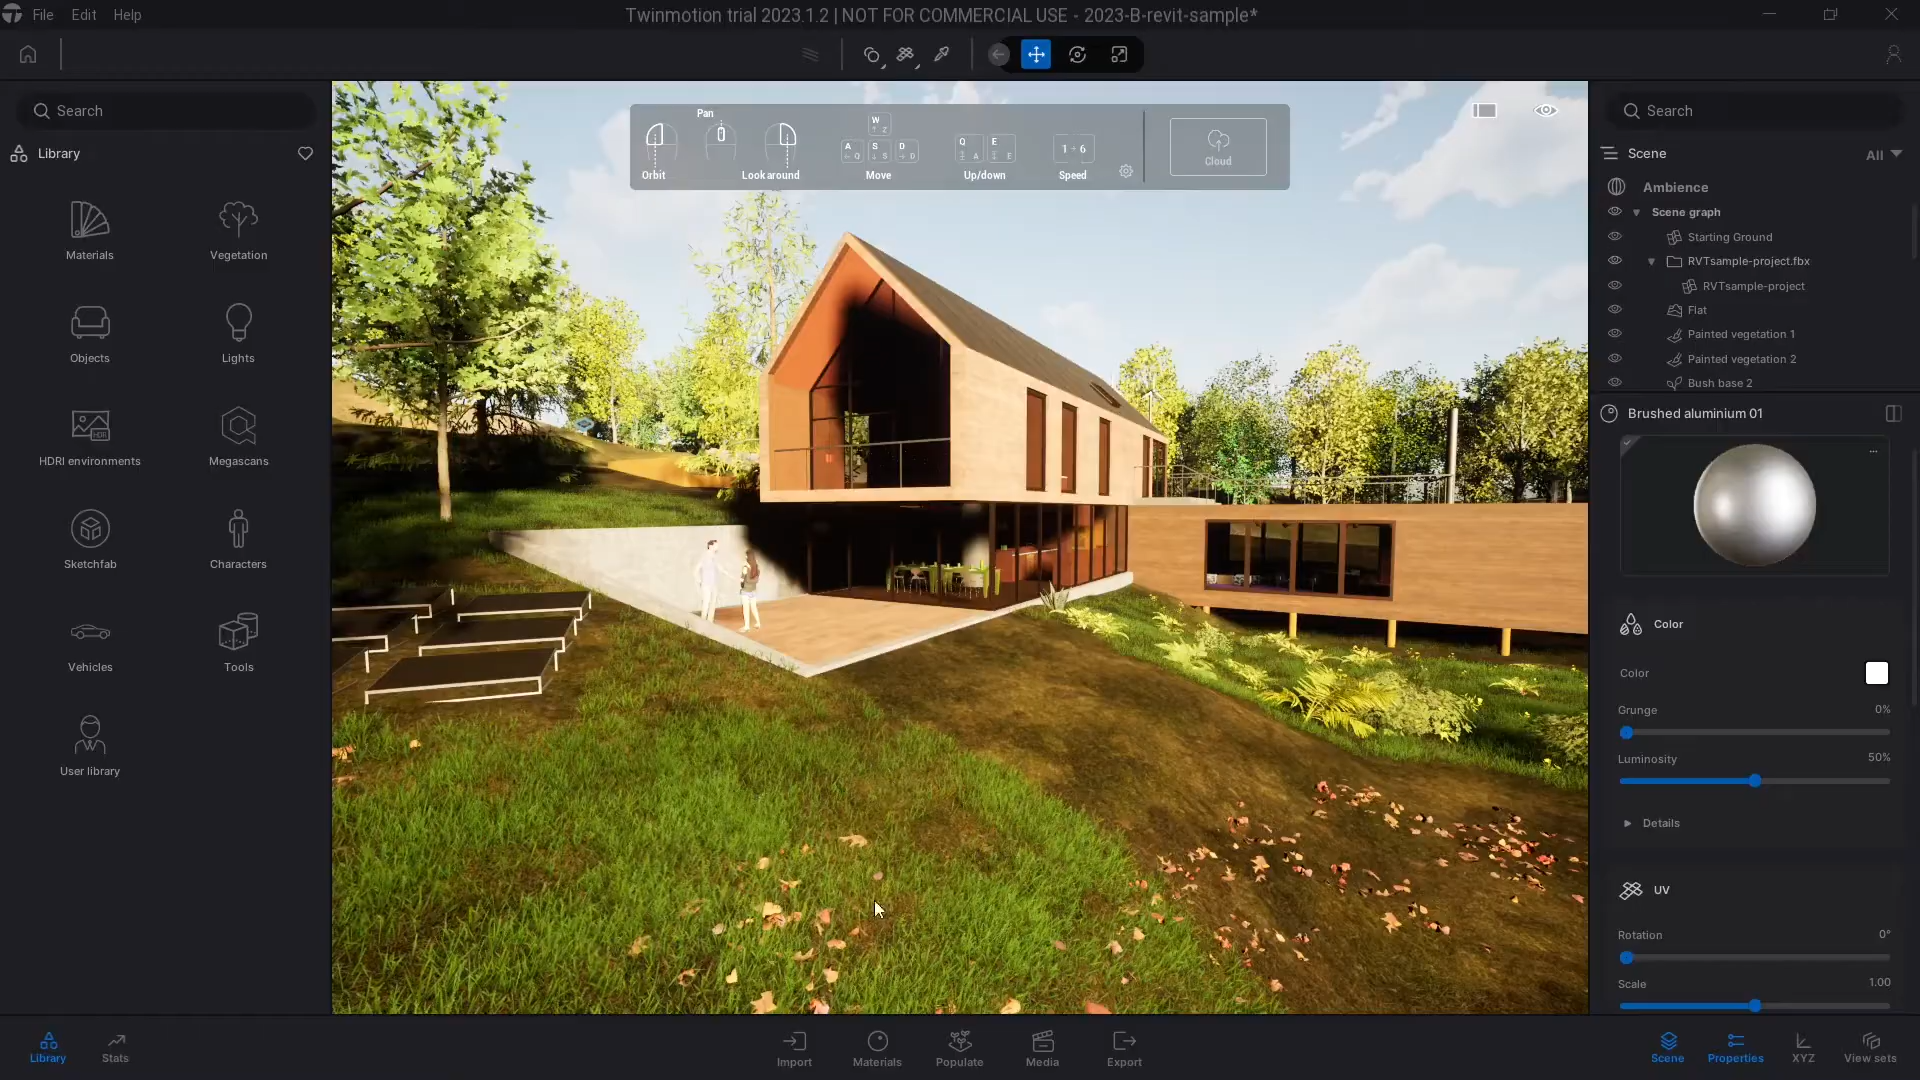 File Edit Help
Twinmotion trial 2023.1.2 | NOT FOR COMMERCIAL USE - 2023-B-revit-sample*
Search
Library
Materials
Vegetation
Objects
Lights
HDRI environments
Megascans
Sketchfab
Characters
Vehicles
Tools
User library
Pan
Orbit
Look around
W
A S D
Move
Q E
Up/down
1 ÷ 6
Speed
Cloud
Search
Scene
All
Ambience
Scene graph
Starting Ground
RVTsample-project.fbx
RVTsample-project
Flat
Painted vegetation 1
Painted vegetation 2
Bush base 2
Brushed aluminium 01
Color
Color
Grunge 0%
Luminosity 50%
Details
UV
Rotation 0°
Scale 1.00
Library
Stats
Import
Materials
Populate
Media
Export
Scene
Properties
XYZ
View sets